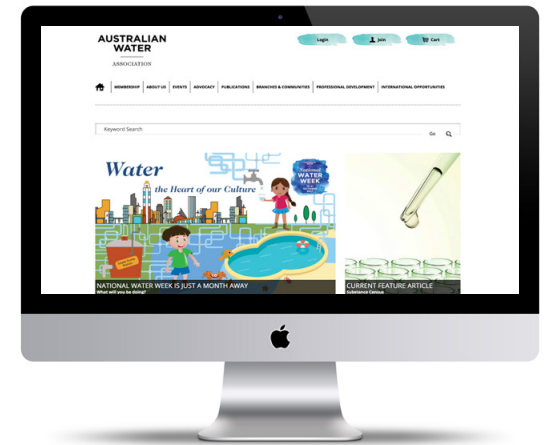 AUSTRALIAN
WATER
ASSOCIATION
Login
Join
Cart
MEMBERSHIP
ABOUT US
EVENTS
ADVOCACY
PUBLICATIONS
BRANCHES & COMMUNITIES
PROFESSIONAL DEVELOPMENT
INTERNATIONAL OPPORTUNITIES
Keyword Search
Go
Water
the Heart of our Culture
National
WATER
WEEK
NATIONAL WATER WEEK IS JUST A MONTH AWAY
What will you be doing?
CURRENT FEATURE ARTICLE
Substance Census